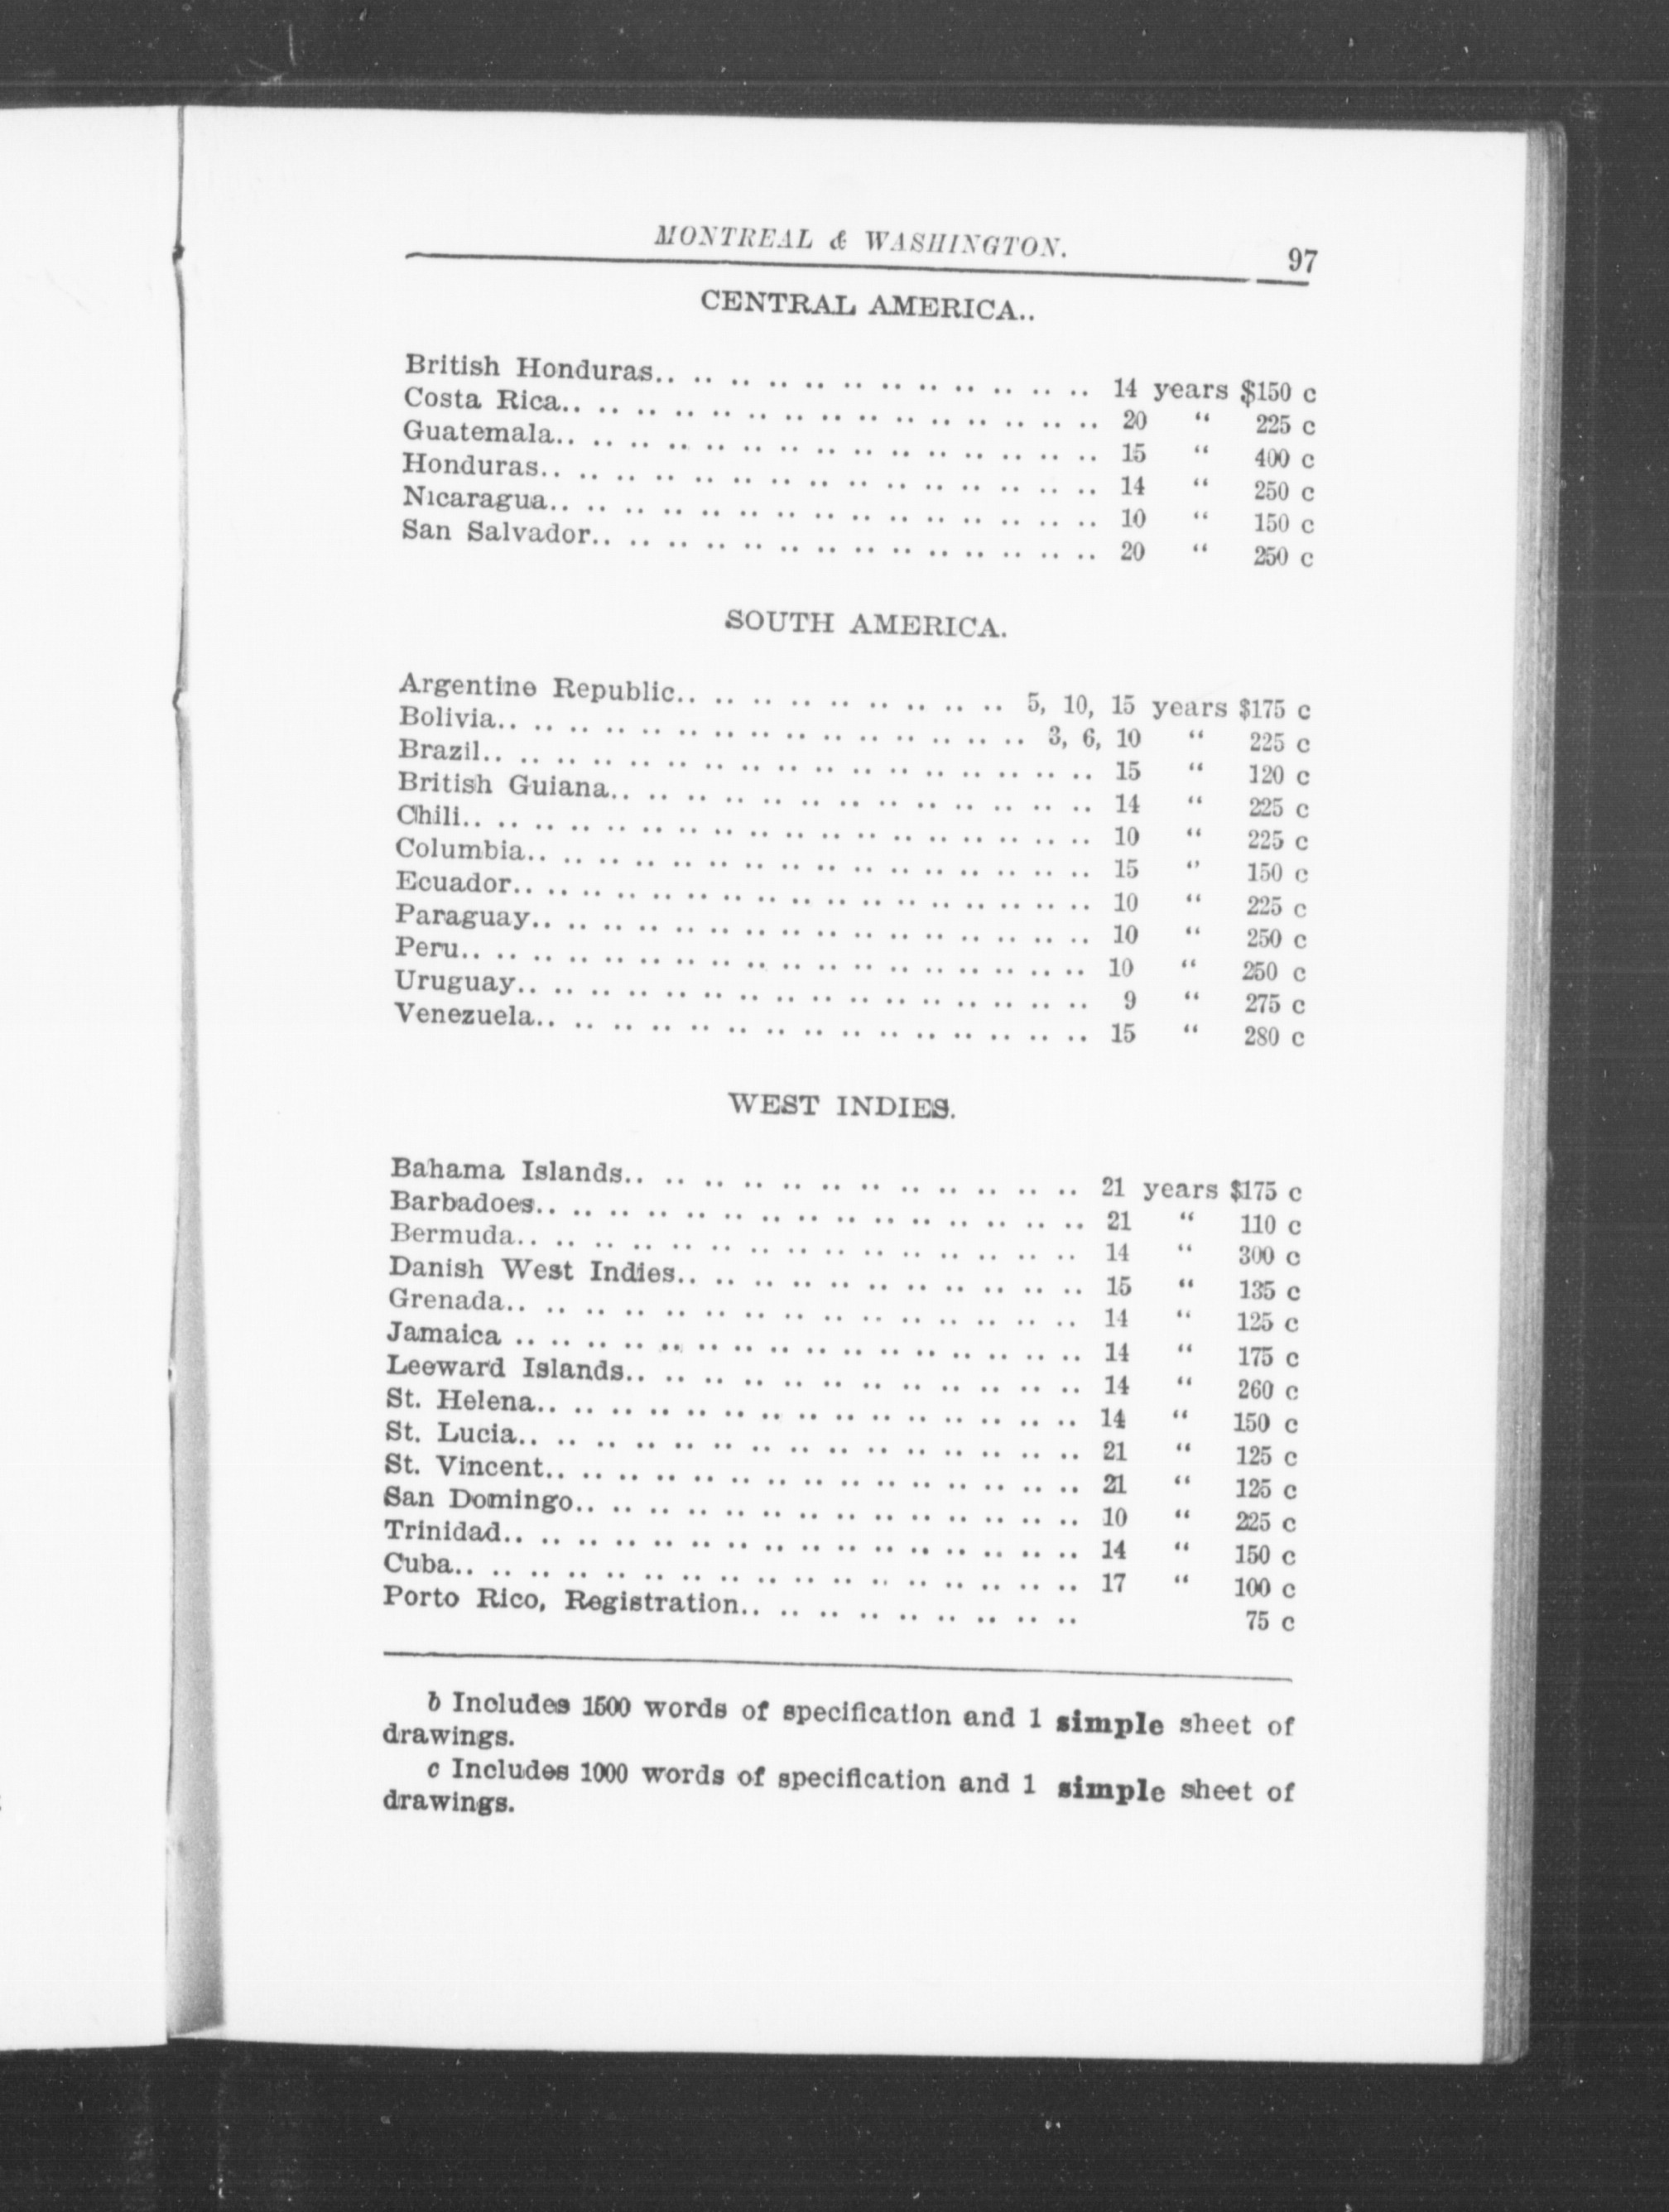 MONTREAL & WASHINGTON. 97
CENTRAL AMERICA..
British Honduras.. .. .. .. .. .. .. .. .. .. .. .. 14 years $150 c
Costa Rica.. .. .. .. .. .. .. .. .. .. .. .. .. .. .. 20 “ 225 c
Guatemala.. .. .. .. .. .. .. .. .. .. .. .. .. .. .. 15 “ 400 c
Honduras.. .. .. .. .. .. .. .. .. .. .. .. .. .. .. 14 “ 250 c
Nicaragua.. .. .. .. .. .. .. .. .. .. .. .. .. .. .. 10 “ 150 c
San Salvador.. .. .. .. .. .. .. .. .. .. .. .. .. .. 20 “ 250 c
SOUTH AMERICA.
Argentine Republic.. .. .. .. .. .. .. .. .. 5, 10, 15 years $175 c
Bolivia.. .. .. .. .. .. .. .. .. .. .. .. .. .. .. 3, 6, 10 “ 225 c
Brazil.. .. .. .. .. .. .. .. .. .. .. .. .. .. .. .. .. 15 “ 120 c
British Guiana.. .. .. .. .. .. .. .. .. .. .. .. .. 14 “ 225 c
Chili.. .. .. .. .. .. .. .. .. .. .. .. .. .. .. .. .. .. 10 “ 225 c
Columbia.. .. .. .. .. .. .. .. .. .. .. .. .. .. .. .. 15 “ 150 c
Ecuador.. .. .. .. .. .. .. .. .. .. .. .. .. .. .. .. 10 “ 225 c
Paraguay.. .. .. .. .. .. .. .. .. .. .. .. .. .. .. .. 10 “ 250 c
Peru.. .. .. .. .. .. .. .. .. .. .. .. .. .. .. .. .. .. 10 “ 250 c
Uruguay.. .. .. .. .. .. .. .. .. .. .. .. .. .. .. .. 9 “ 275 c
Venezuela.. .. .. .. .. .. .. .. .. .. .. .. .. .. .. 15 “ 280 c
WEST INDIES.
Bahama Islands.. .. .. .. .. .. .. .. .. .. .. .. 21 years $175 c
Barbadoes.. .. .. .. .. .. .. .. .. .. .. .. .. .. .. 21 “ 110 c
Bermuda.. .. .. .. .. .. .. .. .. .. .. .. .. .. .. 14 “ 300 c
Danish West Indies.. .. .. .. .. .. .. .. .. .. .. 15 “ 135 c
Grenada.. .. .. .. .. .. .. .. .. .. .. .. .. .. .. 14 “ 125 c
Jamaica .. .. .. .. .. .. .. .. .. .. .. .. .. .. .. .. 14 “ 175 c
Leeward Islands.. .. .. .. .. .. .. .. .. .. .. .. 14 “ 260 c
St. Helena.. .. .. .. .. .. .. .. .. .. .. .. .. .. .. 14 “ 150 c
St. Lucia.. .. .. .. .. .. .. .. .. .. .. .. .. .. .. 21 “ 125 c
St. Vincent.. .. .. .. .. .. .. .. .. .. .. .. .. .. .. 21 “ 125 c
San Domingo.. .. .. .. .. .. .. .. .. .. .. .. .. .. 10 “ 225 c
Trinidad.. .. .. .. .. .. .. .. .. .. .. .. .. .. .. .. 14 “ 150 c
Cuba.. .. .. .. .. .. .. .. .. .. .. .. .. .. .. .. .. 17 “ 100 c
Porto Rico, Registration.. .. .. .. .. .. .. .. .. 75 c
b Includes 1500 words of specification and 1 simple sheet of
drawings.
c Includes 1000 words of specification and 1 simple sheet of
drawings.